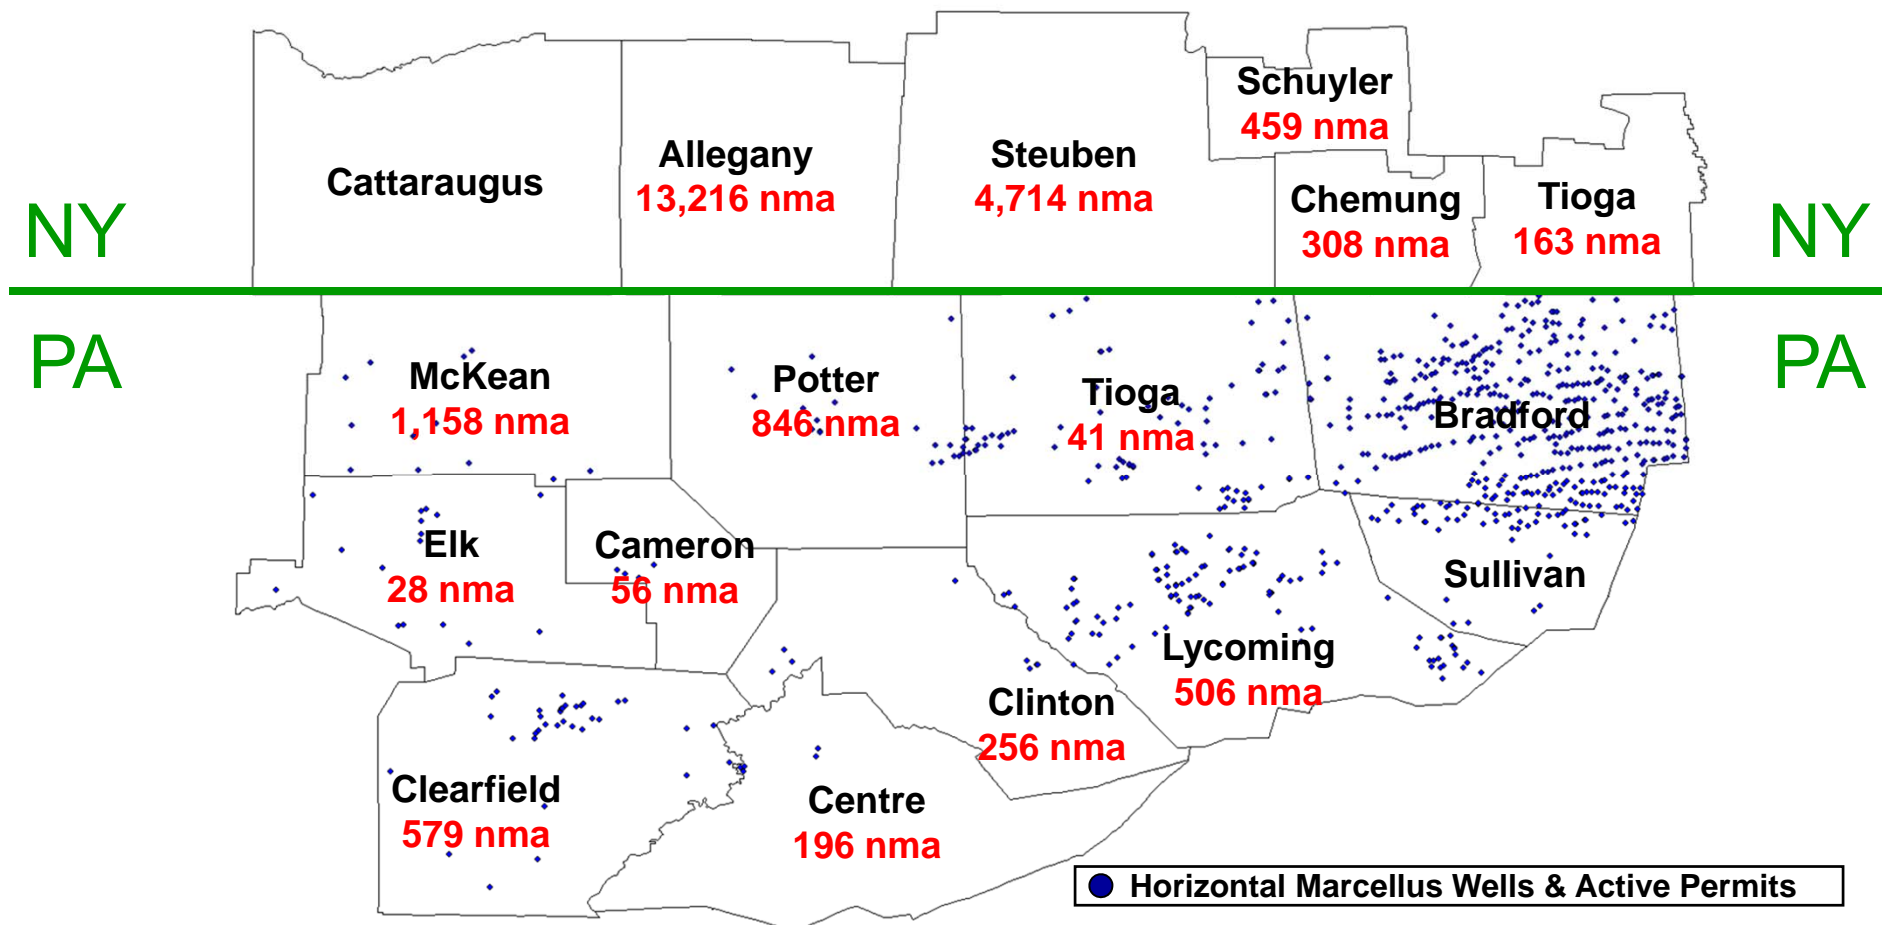 Schuyler
459 nma
Cattaraugus
Allegany
13,216 nma
Steuben
4,714 nma
Chemung
308 nma
Tioga
163 nma
NY
NY
PA
PA
McKean
1,158 nma
Potter
846 nma
Tioga
41 nma
Bradford
Elk
28 nma
Cameron
56 nma
Sullivan
Lycoming
506 nma
Clinton
256 nma
Clearfield
579 nma
Centre
196 nma
Horizontal Marcellus Wells & Active Permits